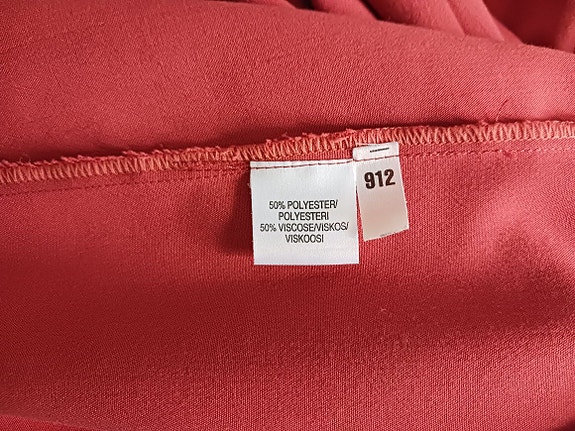 50% POLYESTER/
POLYESTERI
50% VISCOSE/VISKOS/
VISKOOSI
912